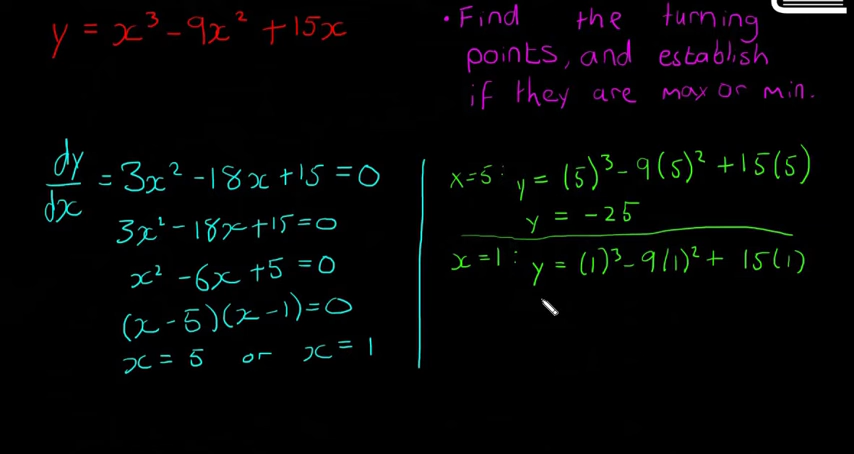 y = x³ - 9x² + 15x
• Find the turning
points, and establish
if they are max or min.
dy/dx = 3x² - 18x + 15 = 0
3x² - 18x + 15 = 0
x² - 6x + 5 = 0
(x - 5)(x - 1) = 0
x = 5 or x = 1
x = 5 : y = (5)³ - 9(5)² + 15(5)
y = -25
x = 1 : y = (1)³ - 9(1)² + 15(1)